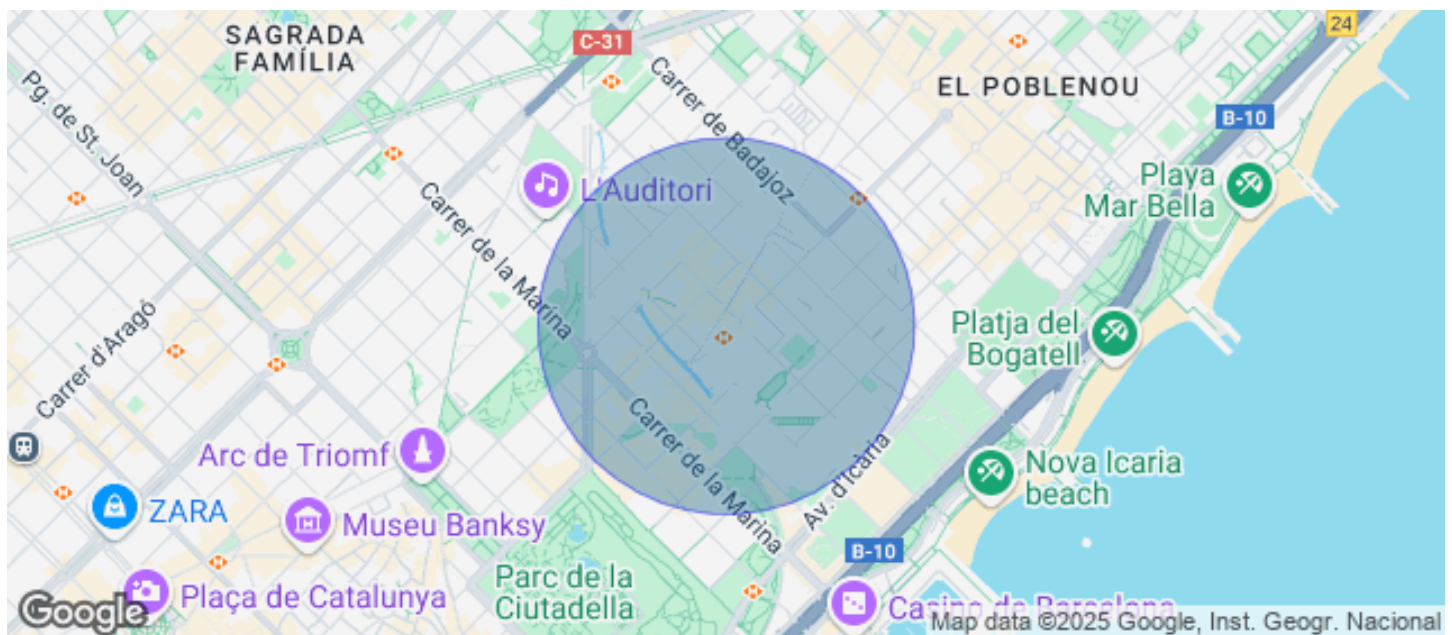 SAGRADA
FAMÍLIA
C-31
24
Carrer de Badajoz
EL POBLENOU
B-10
Pg. de St. Joan
L'Auditori
Playa
Mar Bella
Carrer de la Marina
Carrer d'Aragó
Platja del
Bogatell
Arc de Triomf
Carrer de la Marina
Av. d'Icària
Nova Icaria
beach
ZARA
Museu Banksy
B-10
Parc de la
Ciutadella
Plaça de Catalunya
Casino de Barcelona
Google
Map data ©2025 Google, Inst. Geogr. Nacional